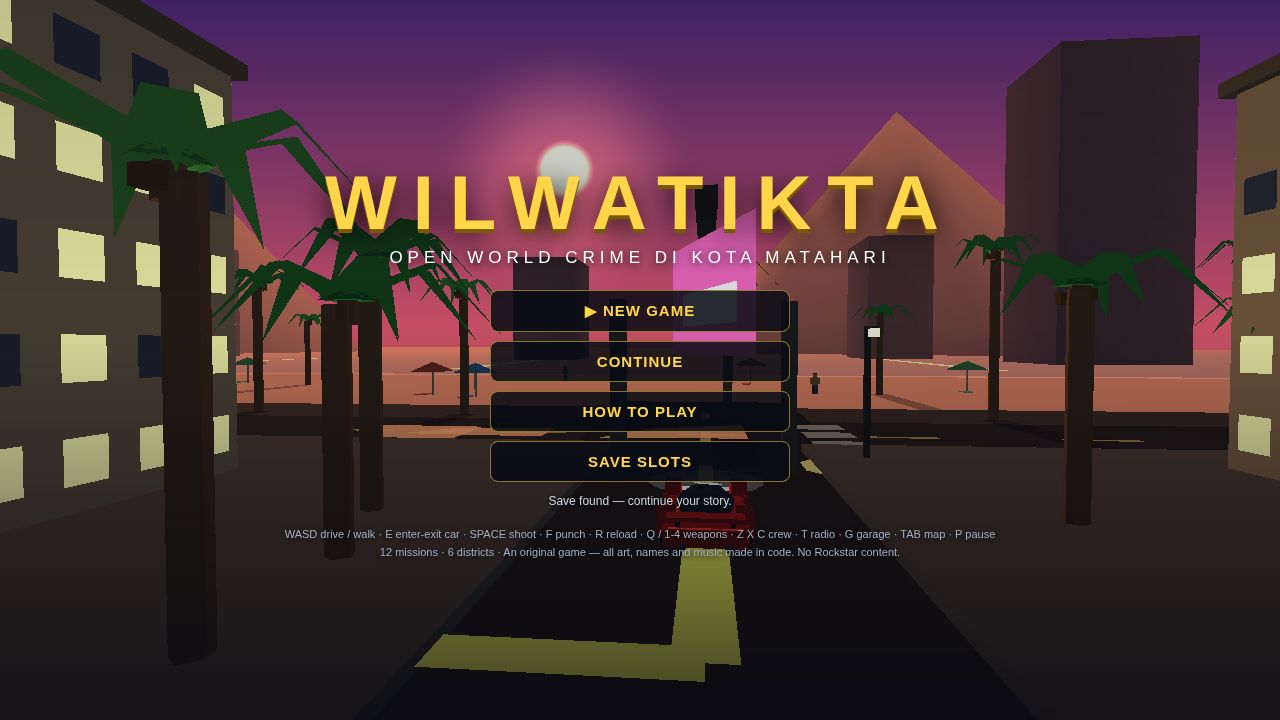 WILWATIKTA
OPEN WORLD CRIME DI KOTA MATAHARI
▶ NEW GAME
CONTINUE
HOW TO PLAY
SAVE SLOTS
Save found — continue your story.
WASD drive / walk · E enter-exit car · SPACE shoot · F punch · R reload · Q / 1-4 weapons · Z X C crew · T radio · G garage · TAB map · P pause
12 missions · 6 districts · An original game — all art, names and music made in code. No Rockstar content.